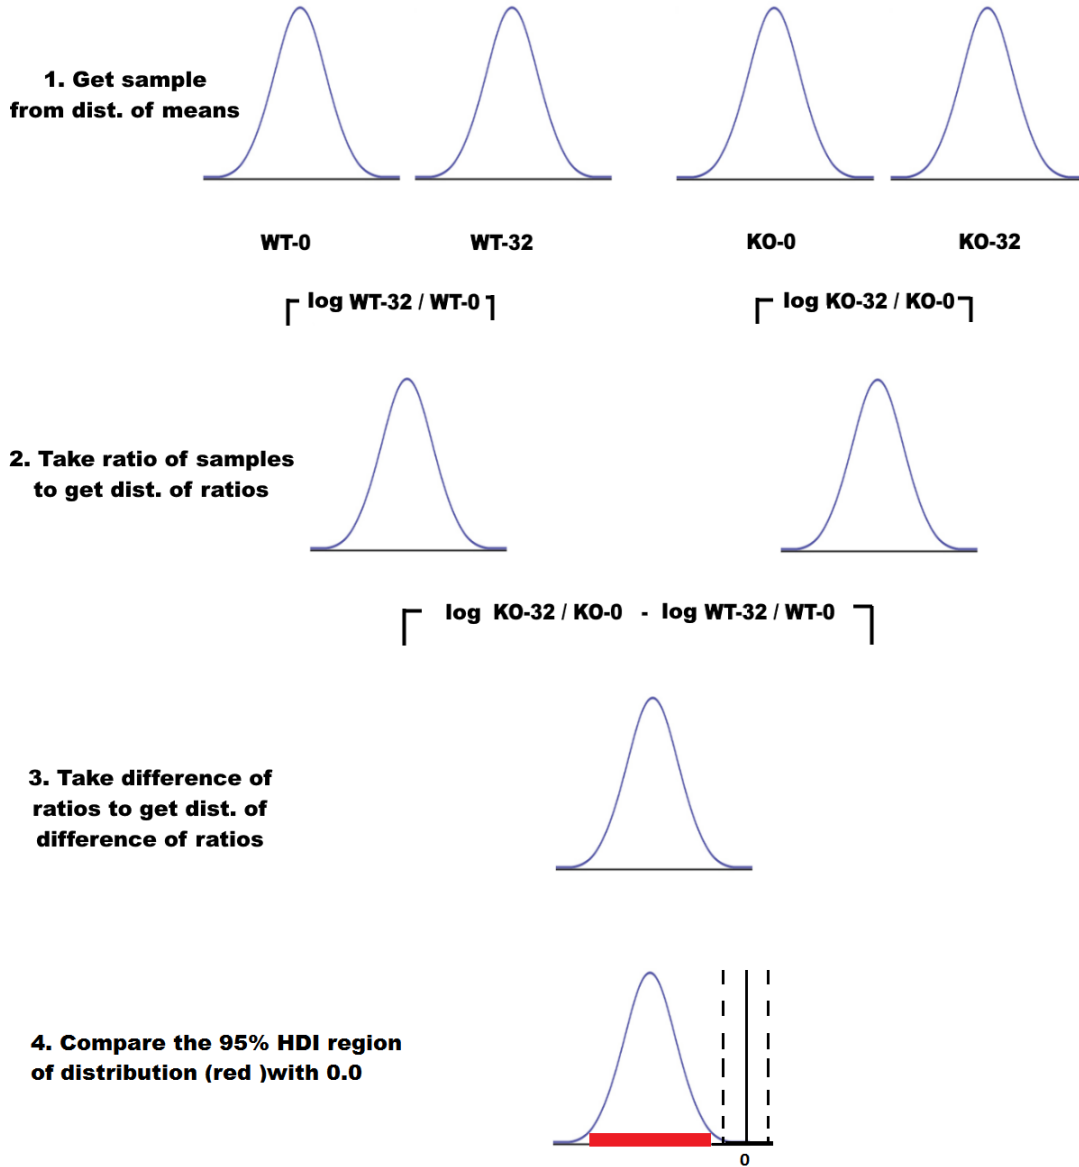 1. Get sample
from dist. of means
WT-0
WT-32
KO-0
KO-32
log WT-32 / WT-0
log KO-32 / KO-0
2. Take ratio of samples
to get dist. of ratios
log KO-32 / KO-0 - log WT-32 / WT-0
3. Take difference of
ratios to get dist. of
difference of ratios
4. Compare the 95% HDI region
of distribution (red )with 0.0
0